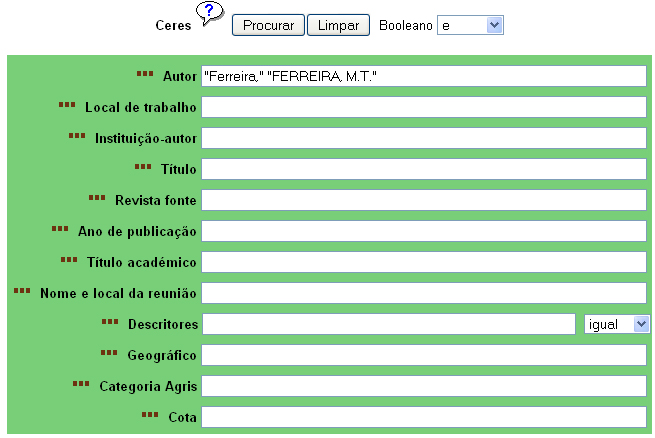 Ceres ? Procurar Limpar Booleano e
Autor "Ferreira," "FERREIRA, M.T."
Local de trabalho
Instituição-autor
Título
Revista fonte
Ano de publicação
Título académico
Nome e local da reunião
Descritores igual
Geográfico
Categoria Agris
Cota